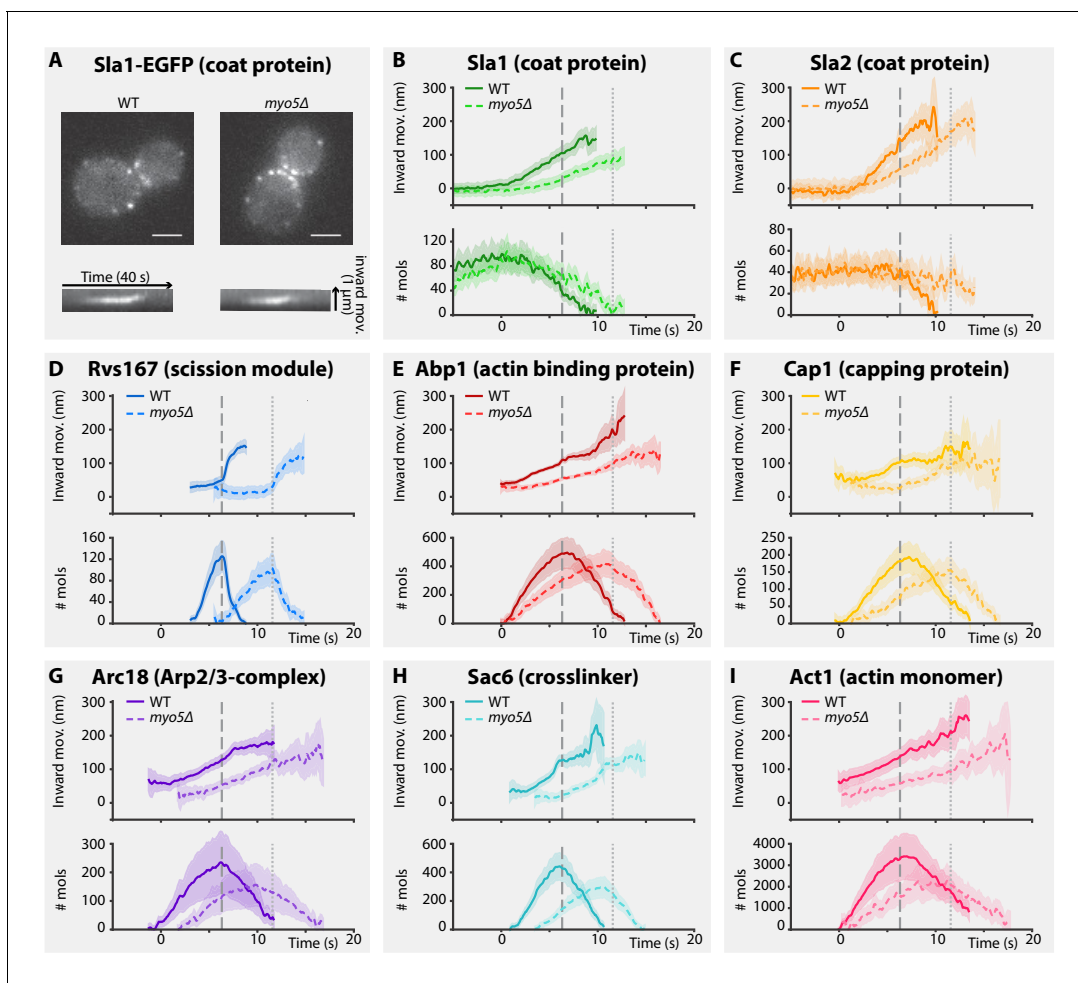 A
Sla1-EGFP (coat protein)
WT
myo5Δ
Time (40 s)
inward mov.
(1 μm)
B
Sla1 (coat protein)
300
WT
myo5Δ
200
100
0
Inward mov. (nm)
120
80
40
0
# mols
0
10
20
Time (s)
C
Sla2 (coat protein)
300
WT
myo5Δ
200
100
0
Inward mov. (nm)
80
60
40
20
0
# mols
0
10
20
Time (s)
D
Rvs167 (scission module)
300
WT
myo5Δ
200
100
0
Inward mov. (nm)
160
120
80
40
0
# mols
0
10
20
Time (s)
E
Abp1 (actin binding protein)
300
WT
myo5Δ
200
100
0
Inward mov. (nm)
600
400
200
0
# mols
0
10
20
Time (s)
F
Cap1 (capping protein)
300
WT
myo5Δ
200
100
0
Inward mov. (nm)
250
200
150
100
50
0
# mols
0
10
20
Time (s)
G
Arc18 (Arp2/3-complex)
300
WT
myo5Δ
200
100
0
Inward mov. (nm)
300
200
100
0
# mols
0
10
20
Time (s)
H
Sac6 (crosslinker)
300
WT
myo5Δ
200
100
0
Inward mov. (nm)
600
400
200
0
# mols
0
10
20
Time (s)
I
Act1 (actin monomer)
300
WT
myo5Δ
200
100
0
Inward mov. (nm)
4000
3000
2000
1000
0
# mols
0
10
20
Time (s)